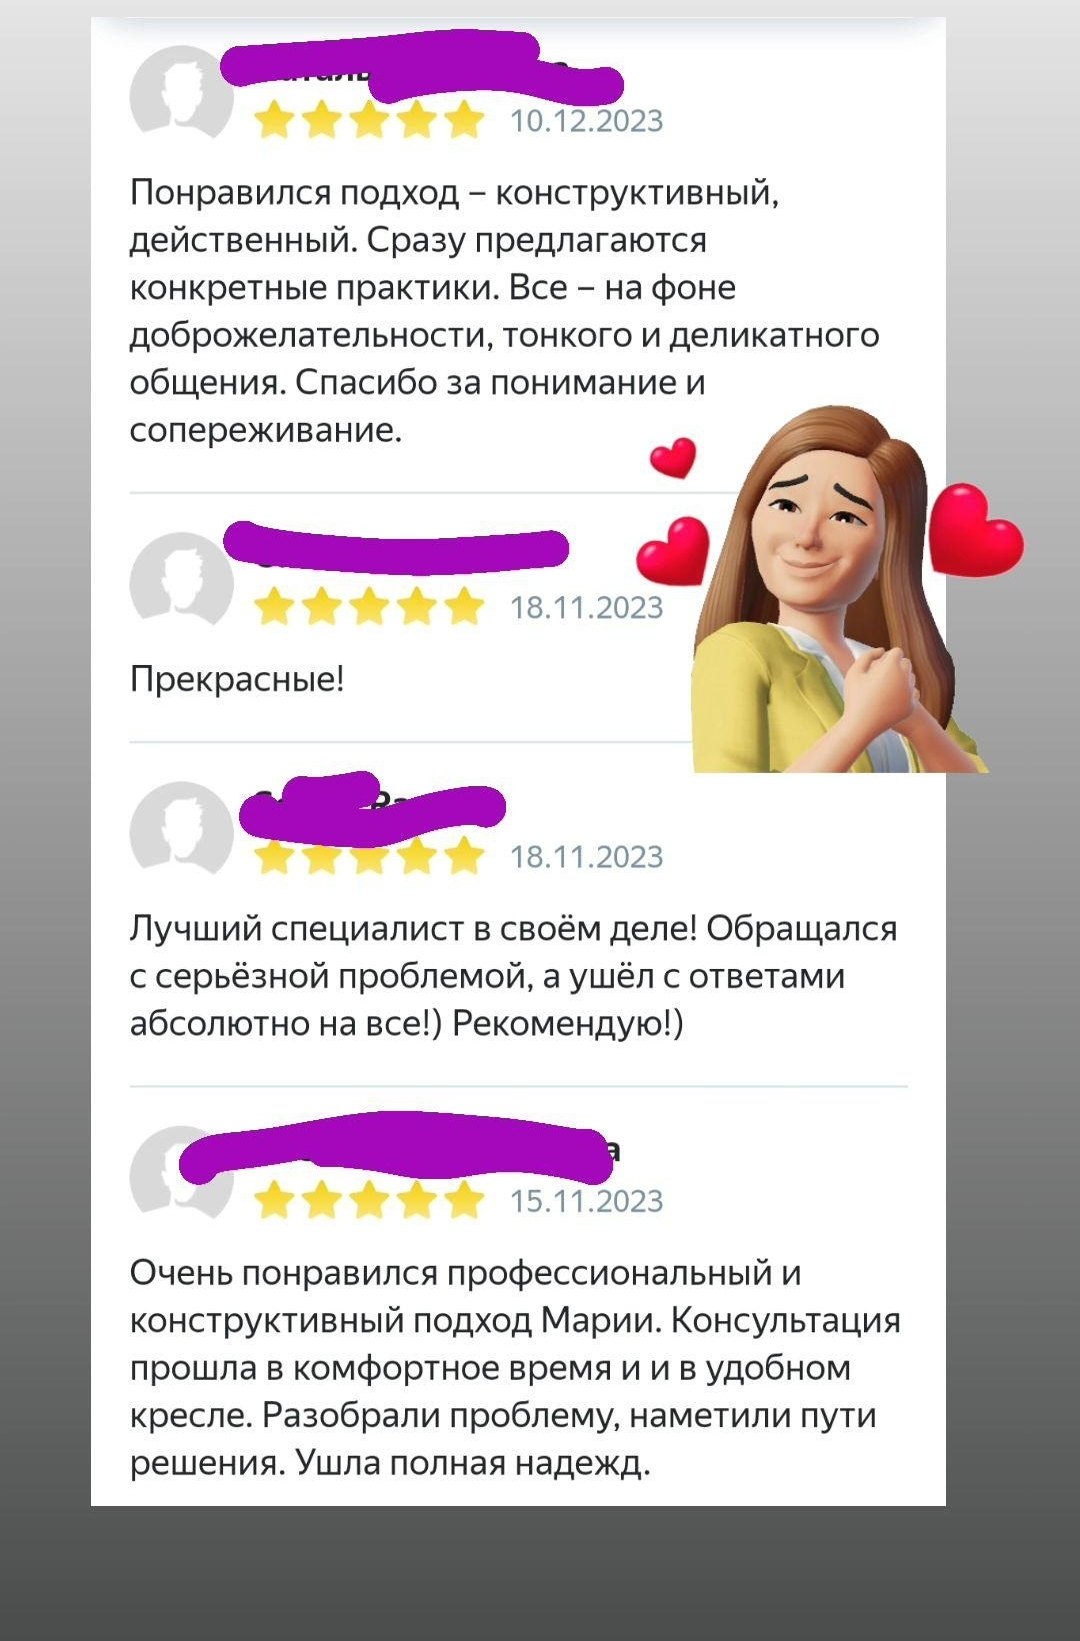 10.12.2023
Понравился подход – конструктивный,
действенный. Сразу предлагаются
конкретные практики. Все – на фоне
доброжелательности, тонкого и деликатного
общения. Спасибо за понимание и
сопереживание.
18.11.2023
Прекрасные!
18.11.2023
Лучший специалист в своём деле! Обращался
с серьёзной проблемой, а ушёл с ответами
абсолютно на все!) Рекомендую!)
15.11.2023
Очень понравился профессиональный и
конструктивный подход Марии. Консультация
прошла в комфортное время и и в удобном
кресле. Разобрали проблему, наметили пути
решения. Ушла полная надежд.